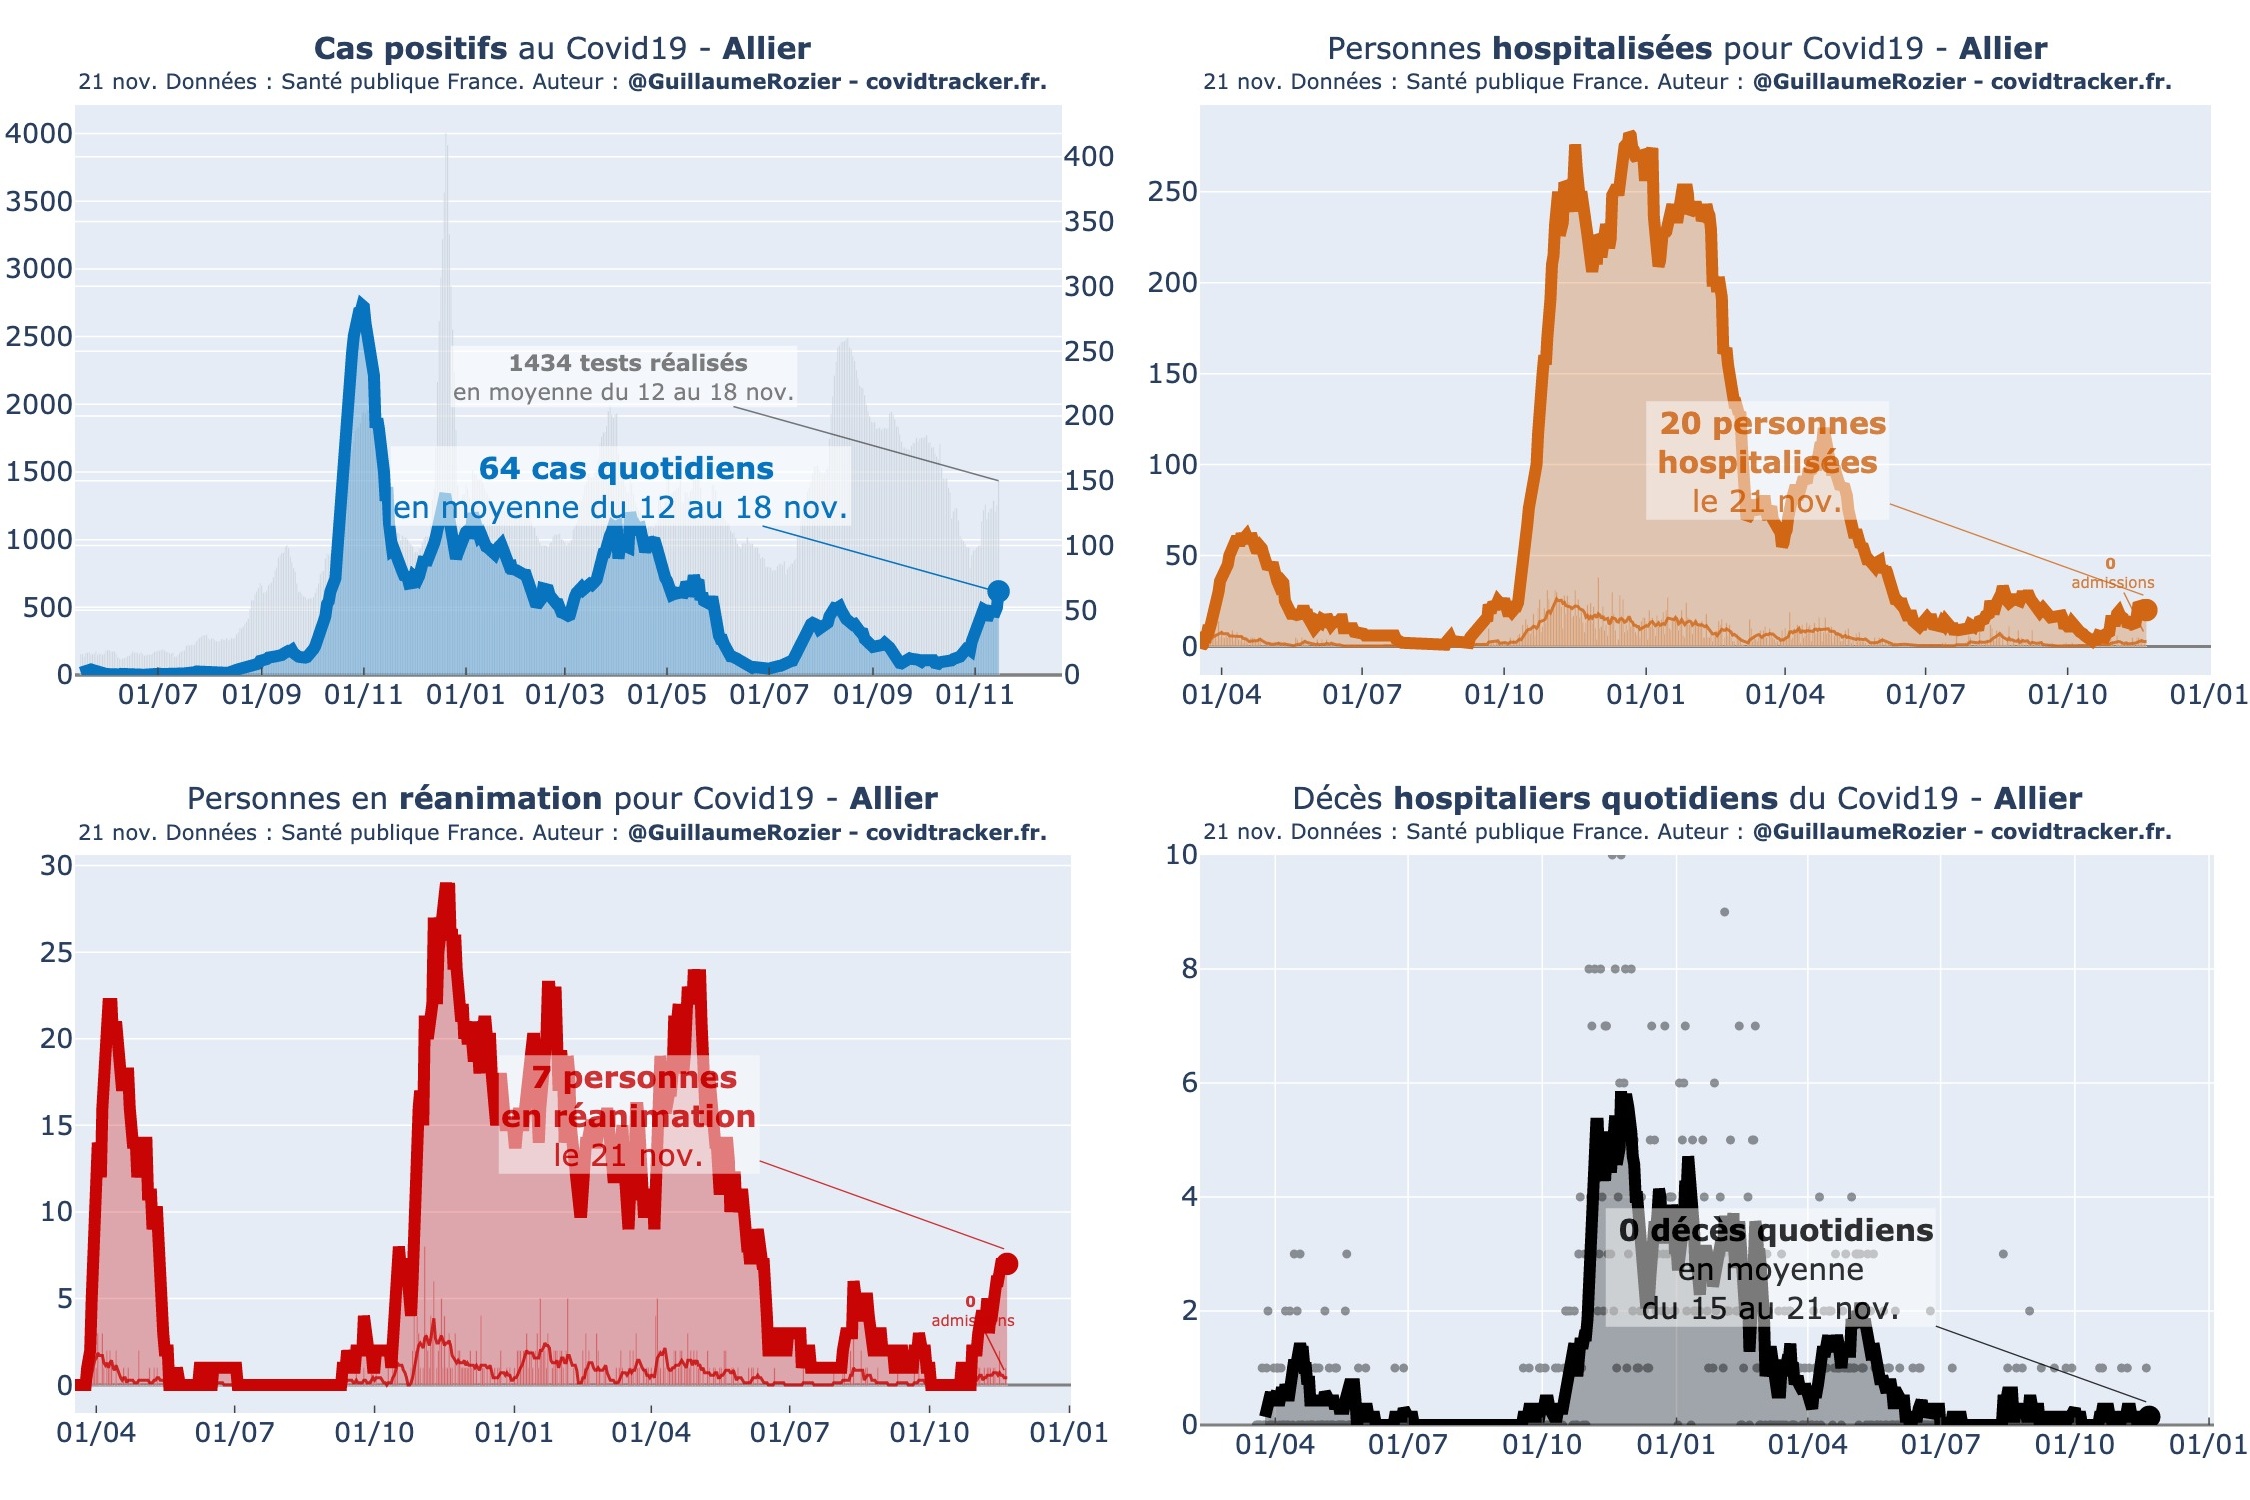 Cas positifs au Covid19 - Allier
21 nov. Données : Santé publique France. Auteur : @GuillaumeRozier - covidtracker.fr.
4000
3500
3000
2500
2000
1500
1000
500
0
400
350
300
250
200
150
100
50
0
1434 tests réalisés
en moyenne du 12 au 18 nov.
64 cas quotidiens
en moyenne du 12 au 18 nov.
01/07 01/09 01/11 01/01 01/03 01/05 01/07 01/09 01/11
Personnes hospitalisées pour Covid19 - Allier
21 nov. Données : Santé publique France. Auteur : @GuillaumeRozier - covidtracker.fr.
250
200
150
100
50
0
20 personnes
hospitalisées
le 21 nov.
0
admissions
01/04 01/07 01/10 01/01 01/04 01/07 01/10 01/01
Personnes en réanimation pour Covid19 - Allier
21 nov. Données : Santé publique France. Auteur : @GuillaumeRozier - covidtracker.fr.
30
25
20
15
10
5
0
7 personnes
en réanimation
le 21 nov.
0
admissions
01/04 01/07 01/10 01/01 01/04 01/07 01/10 01/01
Décès hospitaliers quotidiens du Covid19 - Allier
21 nov. Données : Santé publique France. Auteur : @GuillaumeRozier - covidtracker.fr.
10
8
6
4
2
0
0 décès quotidiens
en moyenne
du 15 au 21 nov.
01/04 01/07 01/10 01/01 01/04 01/07 01/10 01/01